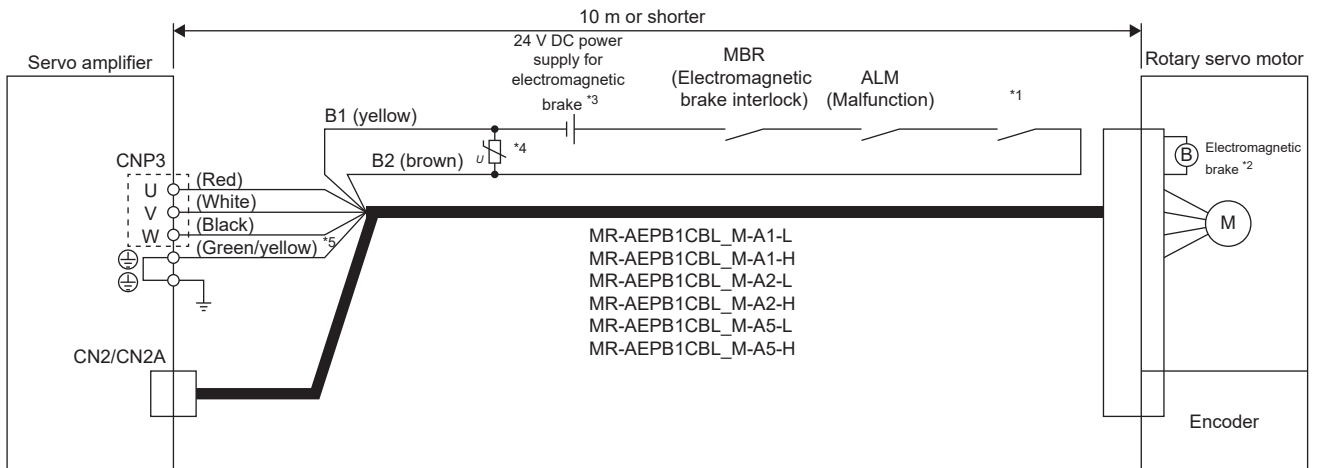 10 m or shorter
Servo amplifier
24 V DC power
supply for
electromagnetic
brake *3
MBR
(Electromagnetic
brake interlock)
ALM
(Malfunction)
*1
Rotary servo motor
B1 (yellow)
U
*4
B2 (brown)
B
Electromagnetic
brake *2
CNP3
U
(Red)
V
(White)
W
(Black)
(Green/yellow) *5
M
MR-AEPB1CBL_M-A1-L
MR-AEPB1CBL_M-A1-H
MR-AEPB1CBL_M-A2-L
MR-AEPB1CBL_M-A2-H
MR-AEPB1CBL_M-A5-L
MR-AEPB1CBL_M-A5-H
CN2/CN2A
Encoder